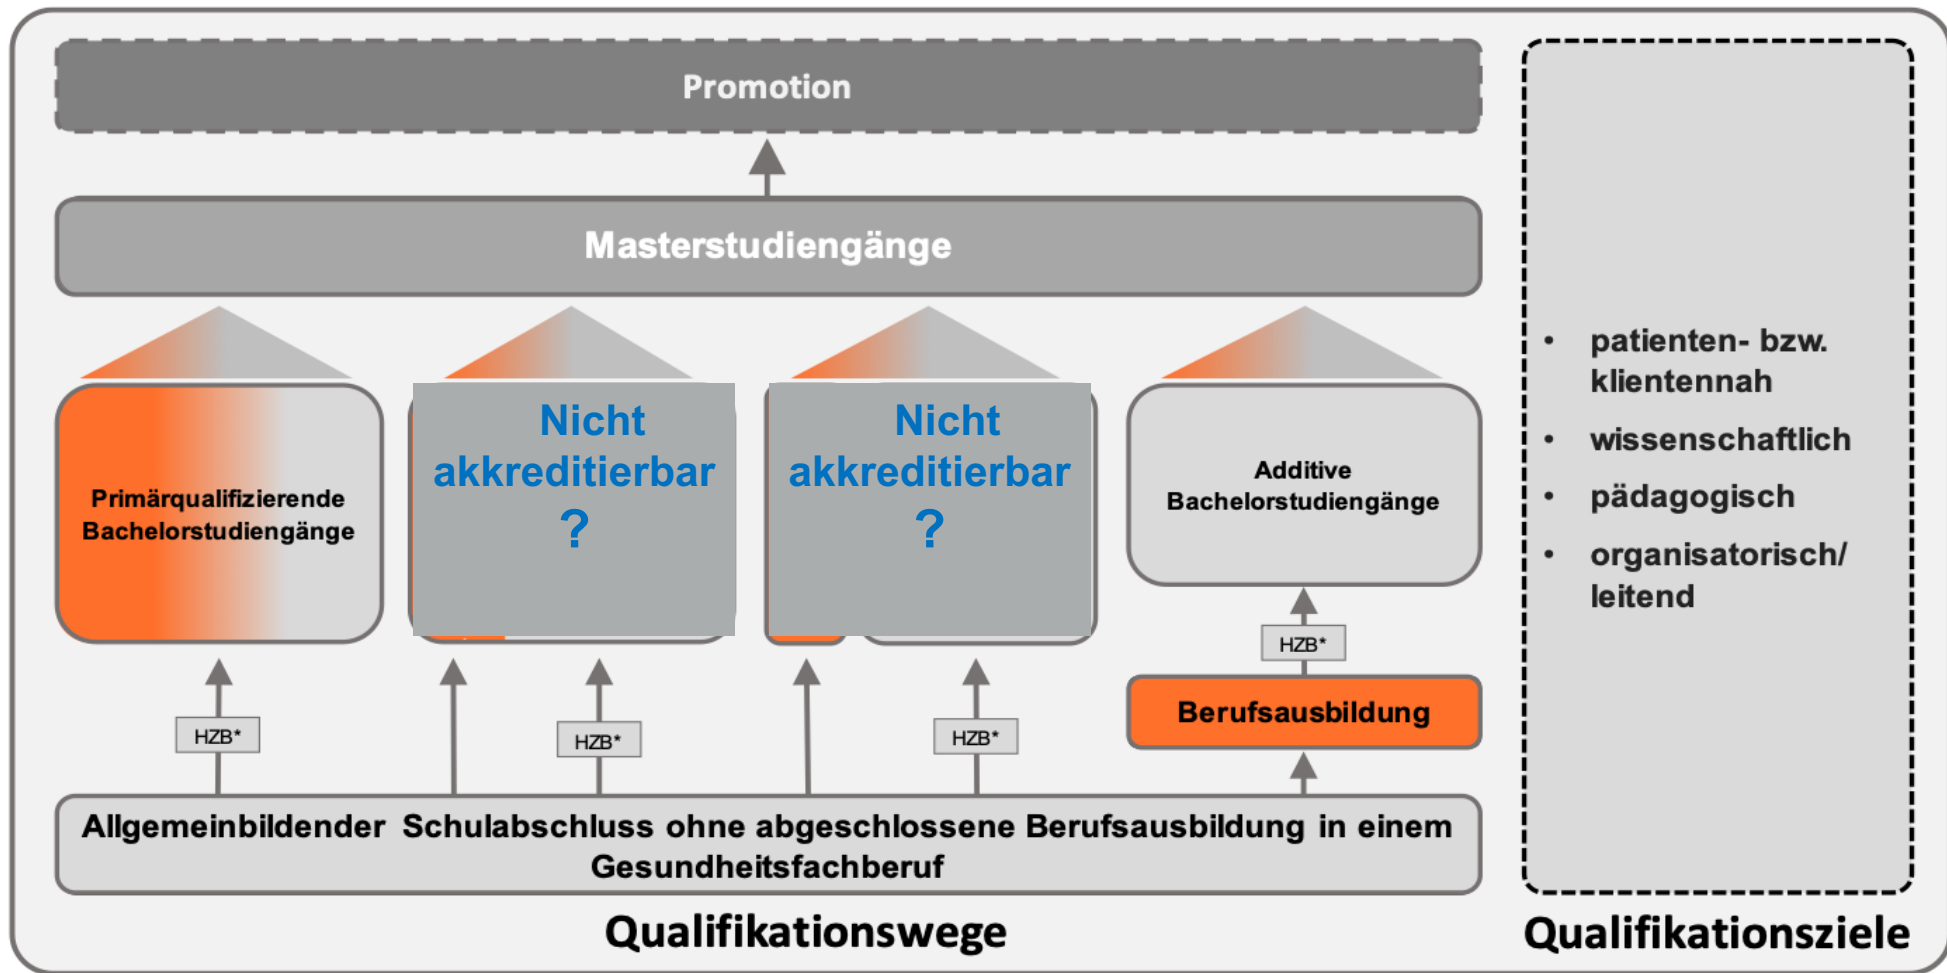 Promotion
Masterstudiengänge
Primärqualifizierende
Bachelorstudiengänge
Nicht
akkreditierbar
?
Nicht
akkreditierbar
?
Additive
Bachelorstudiengänge
HZB*
Berufsausbildung
HZB*
HZB*
HZB*
Allgemeinbildender Schulabschluss ohne abgeschlossene Berufsausbildung in einem
Gesundheitsfachberuf
Qualifikationswege
• patienten- bzw.
klientennah
• wissenschaftlich
• pädagogisch
• organisatorisch/
leitend
Qualifikationsziele